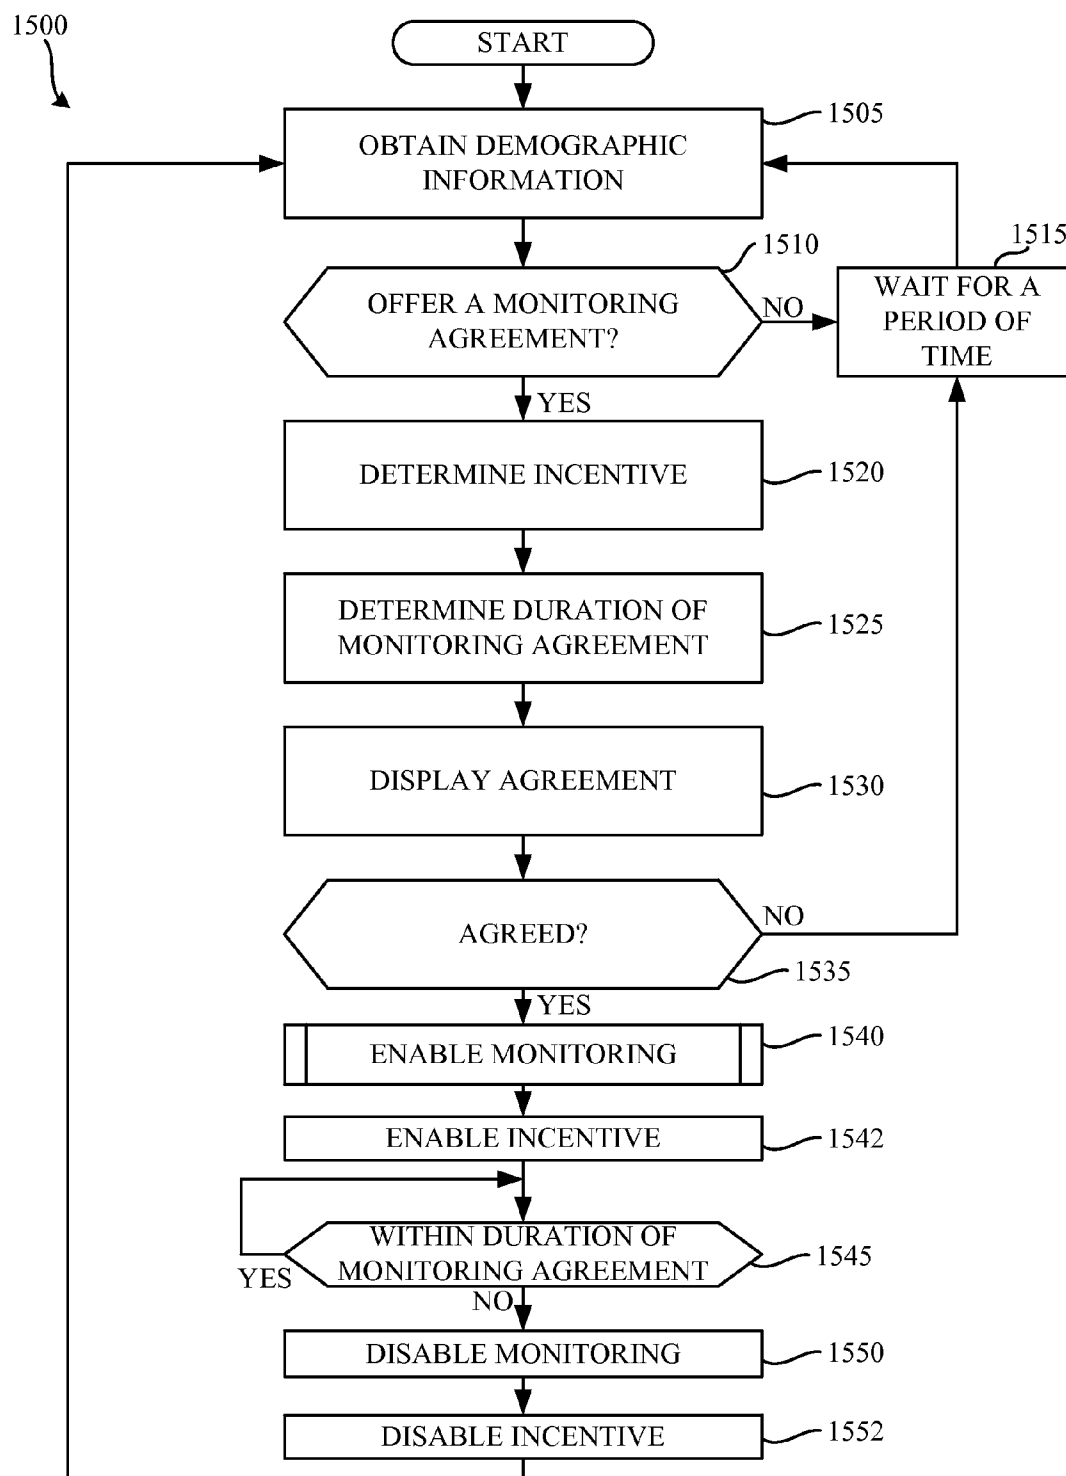 1500
START
1505
OBTAIN DEMOGRAPHIC
INFORMATION
1510
1515
OFFER A MONITORING
AGREEMENT?
NO
WAIT FOR A
PERIOD OF
TIME
YES
DETERMINE INCENTIVE
1520
DETERMINE DURATION OF
MONITORING AGREEMENT
1525
DISPLAY AGREEMENT
1530
AGREED?
NO
1535
YES
ENABLE MONITORING
1540
ENABLE INCENTIVE
1542
WITHIN DURATION OF
MONITORING AGREEMENT
1545
YES
NO
DISABLE MONITORING
1550
DISABLE INCENTIVE
1552